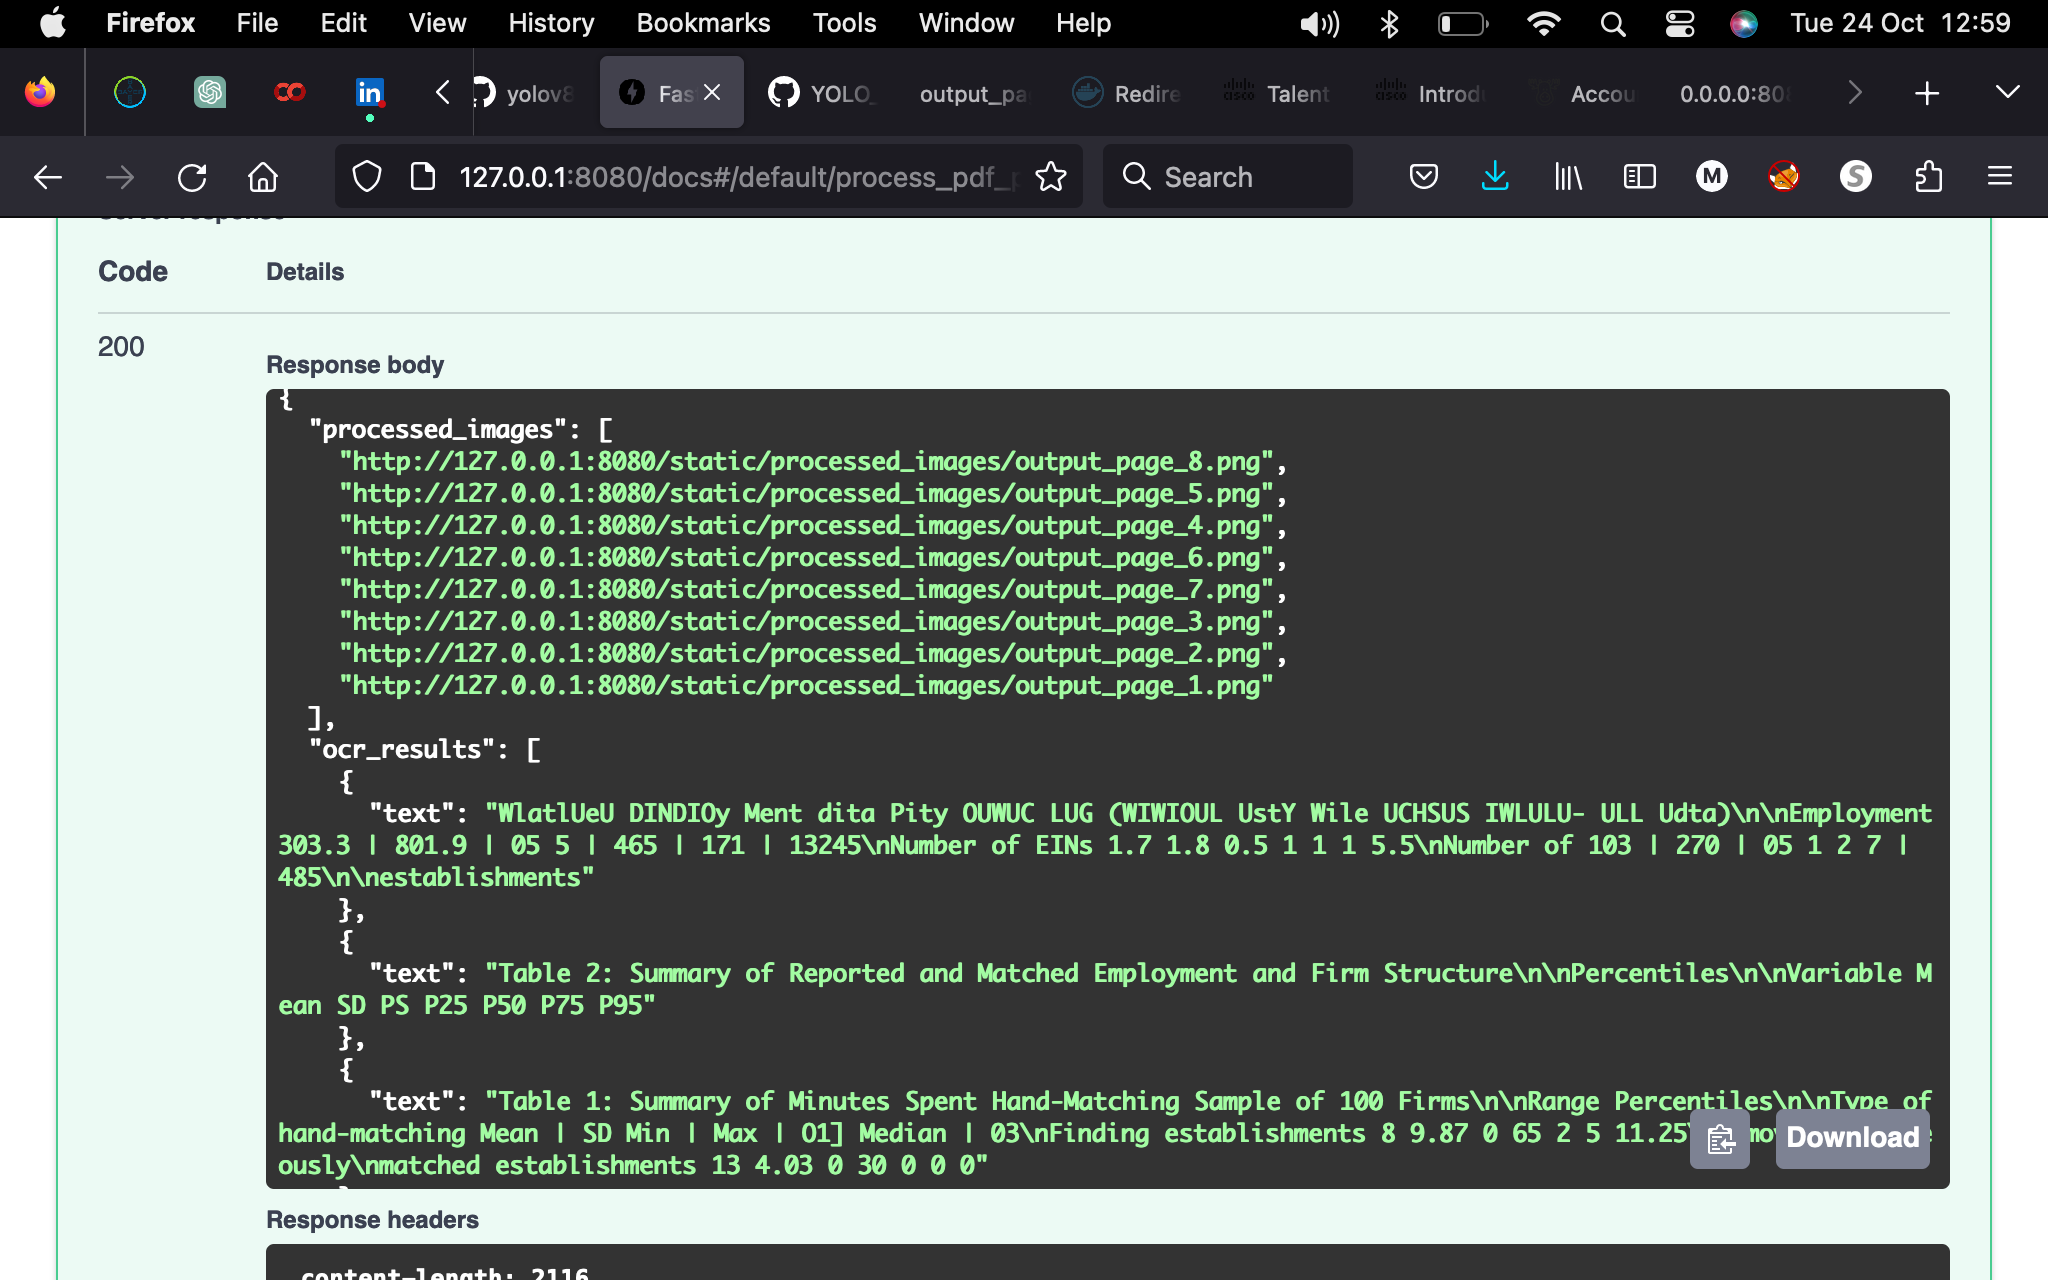 Firefox File Edit View History Bookmarks Tools Window Help Tue 24 Oct 12:59
yolov8 Fas YOLO_ output_pa Redire Talent Introdu Accou 0.0.0.0:808
127.0.0.1:8080/docs#/default/process_pdf_p Search
Server response
Code Details
200
Response body
{
"processed_images": [
"http://127.0.0.1:8080/static/processed_images/output_page_8.png",
"http://127.0.0.1:8080/static/processed_images/output_page_5.png",
"http://127.0.0.1:8080/static/processed_images/output_page_4.png",
"http://127.0.0.1:8080/static/processed_images/output_page_6.png",
"http://127.0.0.1:8080/static/processed_images/output_page_7.png",
"http://127.0.0.1:8080/static/processed_images/output_page_3.png",
"http://127.0.0.1:8080/static/processed_images/output_page_2.png",
"http://127.0.0.1:8080/static/processed_images/output_page_1.png"
],
"ocr_results": [
{
"text": "WlatlUeU DINDIOy Ment dita Pity OUWUC LUG (WIWIOUL UstY Wile UCHSUS IWLULU- ULL Udta)\n\nEmployment
303.3 | 801.9 | 05 5 | 465 | 171 | 13245\nNumber of EINs 1.7 1.8 0.5 1 1 1 5.5\nNumber of 103 | 270 | 05 1 2 7 |
485\n\nestablishments"
},
{
"text": "Table 2: Summary of Reported and Matched Employment and Firm Structure\n\nPercentiles\n\nVariable M
ean SD PS P25 P50 P75 P95"
},
{
"text": "Table 1: Summary of Minutes Spent Hand-Matching Sample of 100 Firms\n\nRange Percentiles\n\nType of
hand-matching Mean | SD Min | Max | O1] Median | 03\nFinding establishments 8 9.87 0 65 2 5 11.25\
ously\nmatched establishments 13 4.03 0 30 0 0 0"
Download
Response headers
content-length: 2116